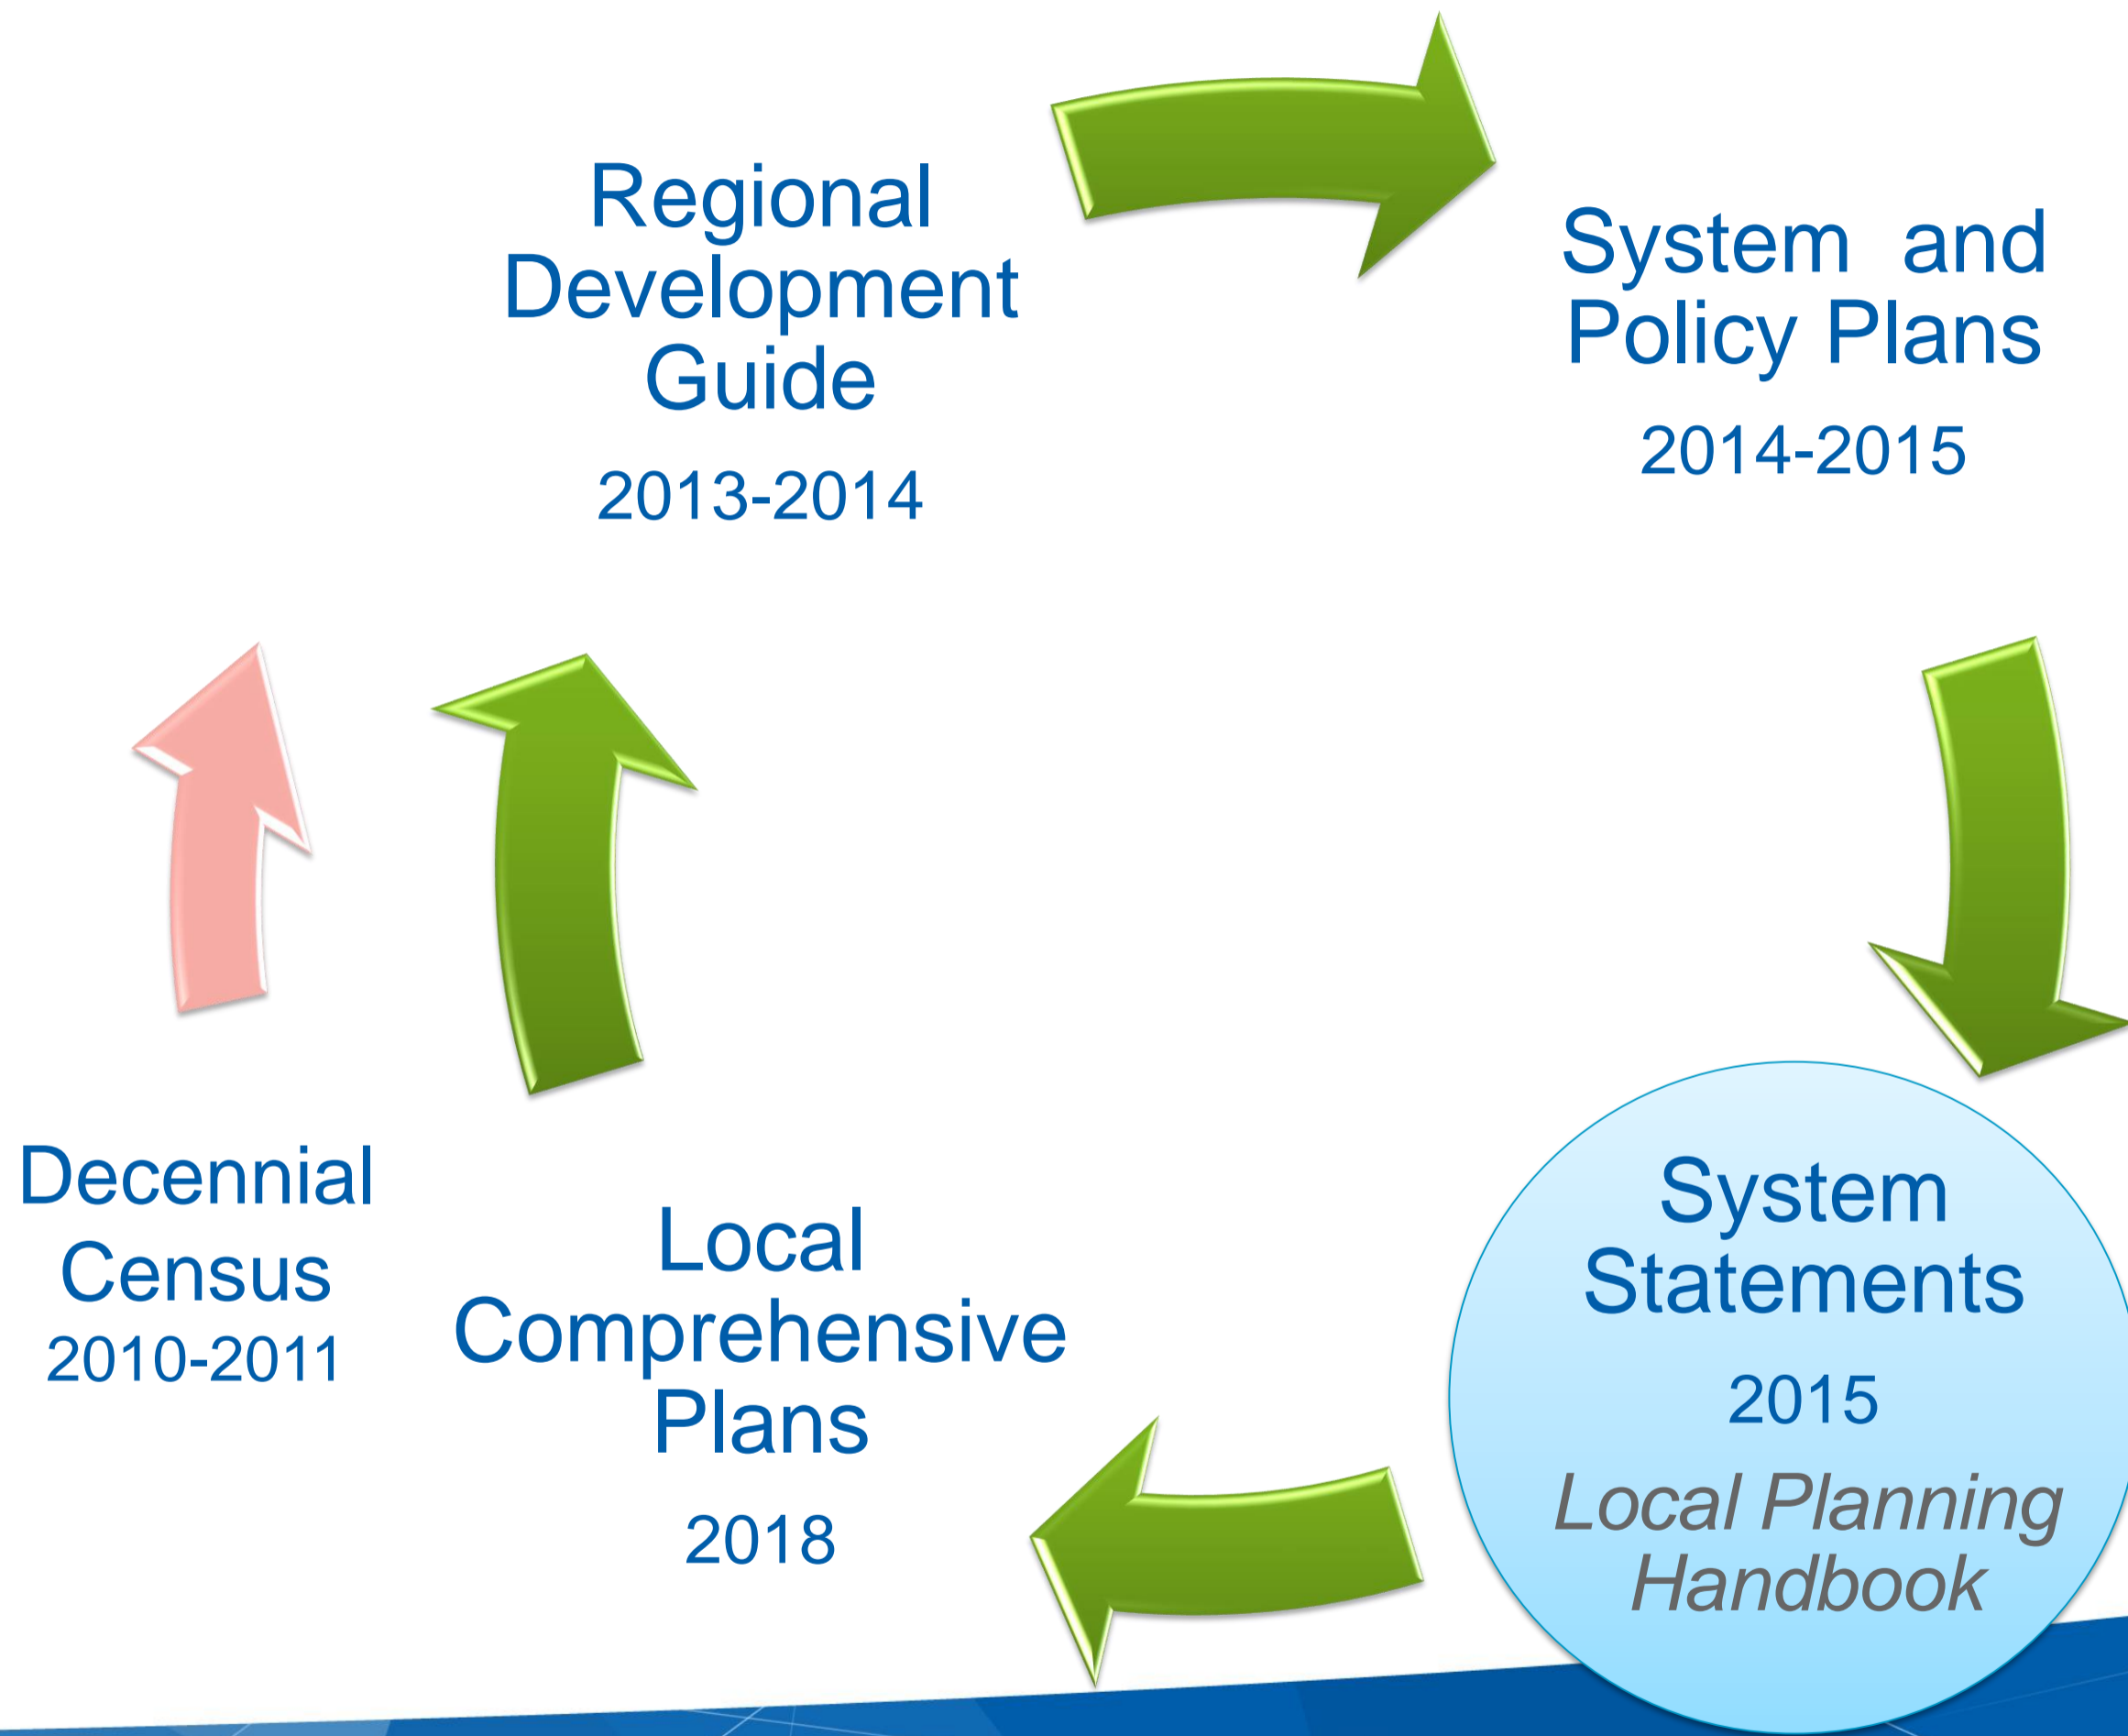 Regional
Development
Guide
2013-2014
System and
Policy Plans
2014-2015
Decennial
Census
2010-2011
Local
Comprehensive
Plans
2018
System
Statements
2015
Local Planning
Handbook